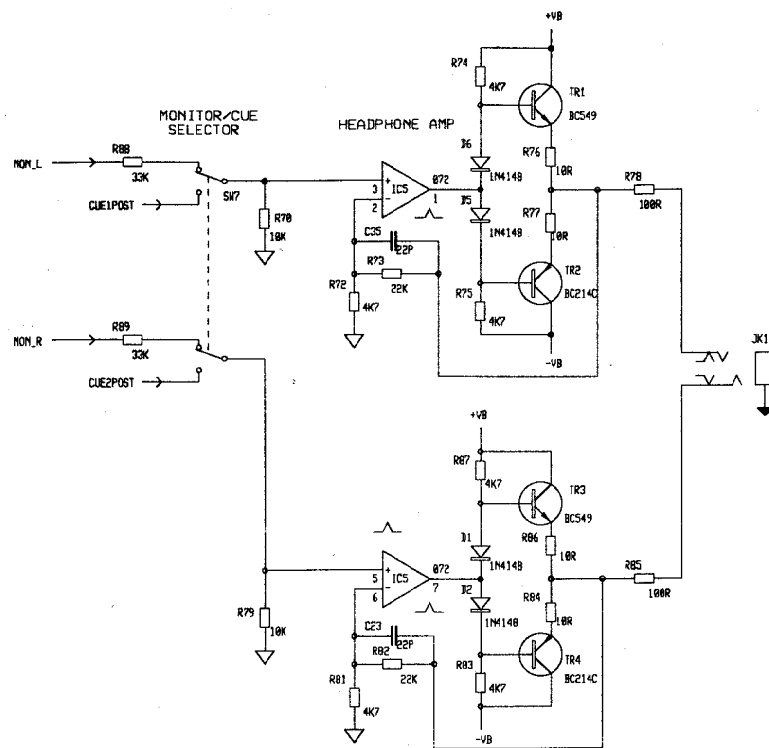 +VB
R74
4K7
TR1
BC549
MONITOR/CUE
SELECTOR
HEADPHONE AMP
R88
MON_L
33K
CUE1POST
SW7
R70
10K
+
3
-
2
IC5
072
1
D6
1N4148
D5
1N4148
R76
10R
R77
10R
R78
100R
C35
22P
R73
22K
R72
4K7
R75
4K7
TR2
BC214C
-VB
R89
MON_R
33K
CUE2POST
JK1
+VB
R87
4K7
TR3
BC549
+
5
-
6
IC5
072
7
D1
1N4148
D2
1N4148
R86
10R
R84
10R
R85
100R
R79
10K
C23
22P
R82
22K
R81
4K7
R83
4K7
TR4
BC214C
-VB